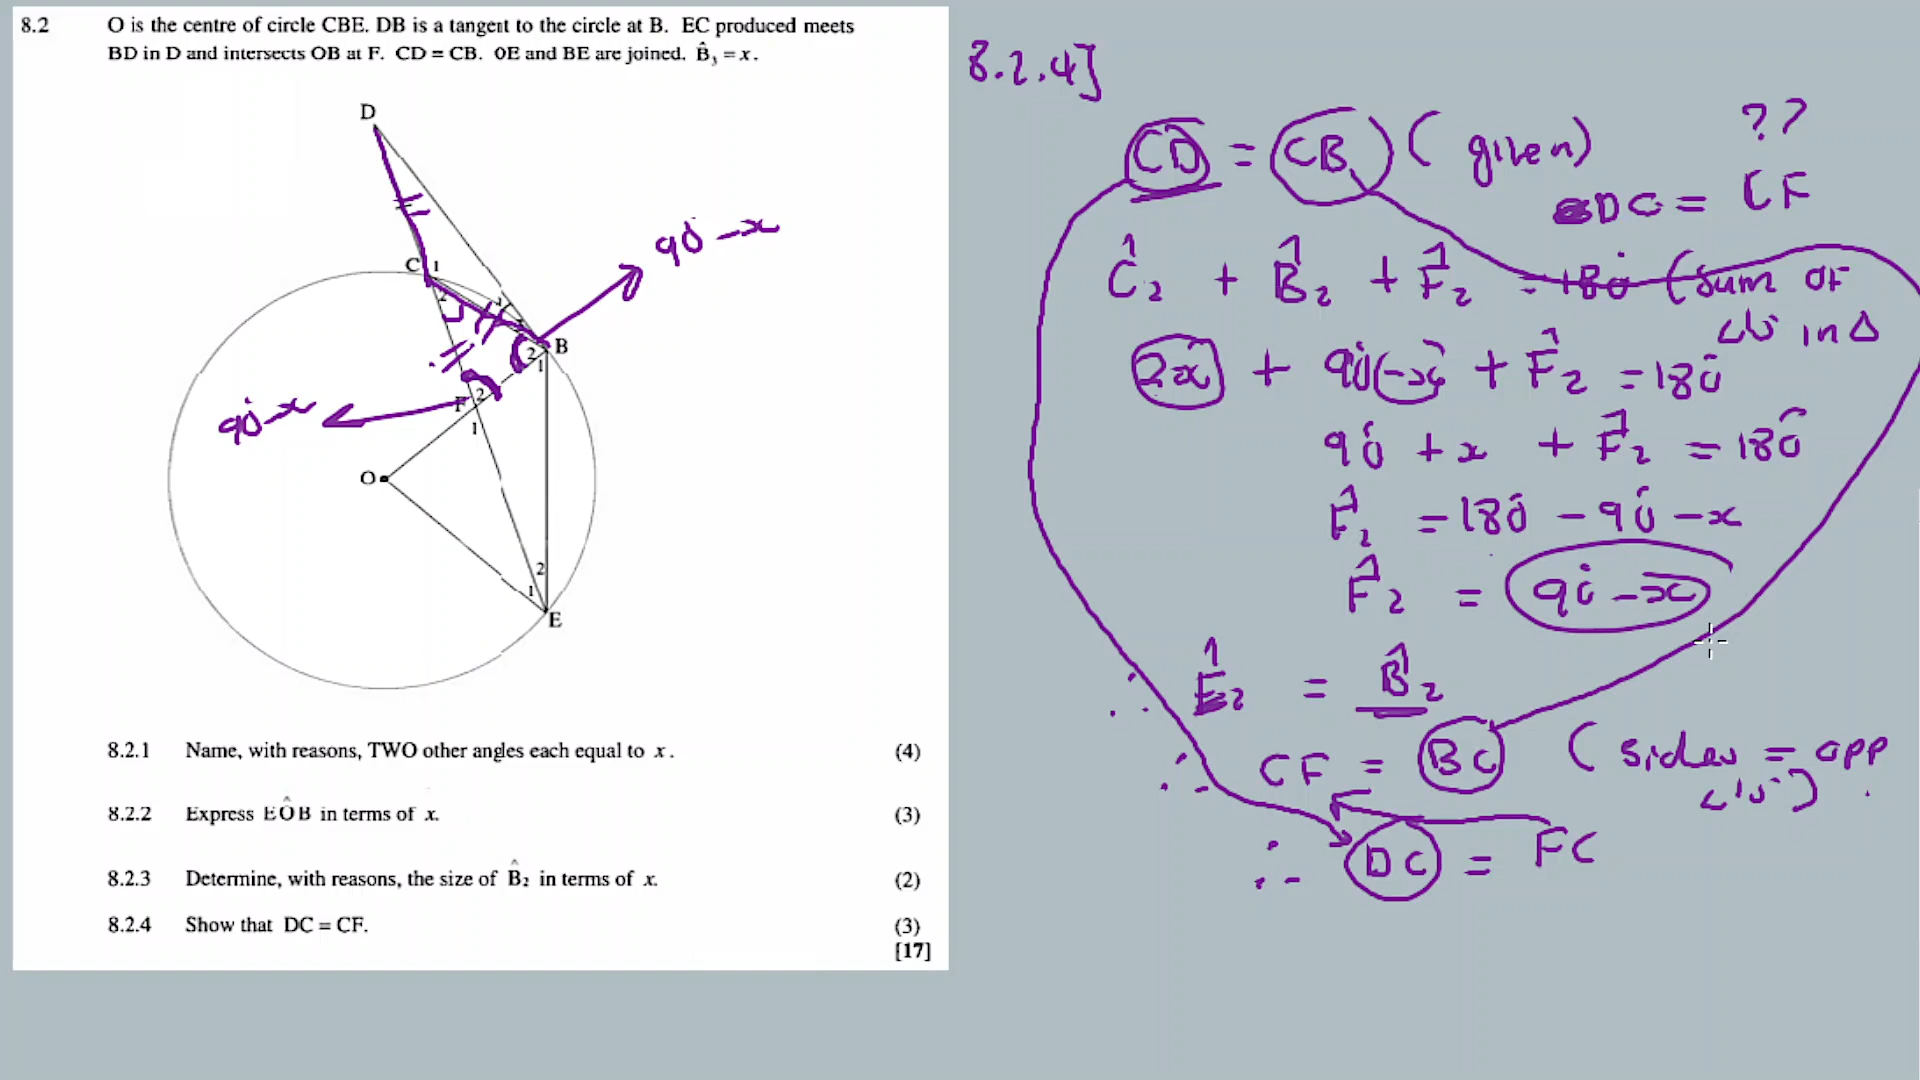 8.2 O is the centre of circle CBE. DB is a tangent to the circle at B. EC produced meets
BD in D and intersects OB at F. CD = CB. OE and BE are joined. B̂₃ = x.
D
C 1
2
1
3
2 B
1
F 2
1
O
2
1
E
90° - x
90° - x
8.2.1 Name, with reasons, TWO other angles each equal to x. (4)
8.2.2 Express EÔB in terms of x. (3)
8.2.3 Determine, with reasons, the size of B̂₂ in terms of x. (2)
8.2.4 Show that DC = CF. (3)
[17]
8.2.4]
CD = CB (given)
??
DC = CF
Ĉ₂ + B̂₂ + F̂₂ = 180° (sum of
∠'s in Δ
2x + 90° - x + F̂₂ = 180°
90° + x + F̂₂ = 180°
F̂₂ = 180° - 90° - x
F̂₂ = 90° - x
∴ F̂₂ = B̂₂
∴ CF = BC (sides = opp
∠'s)
∴ DC = FC